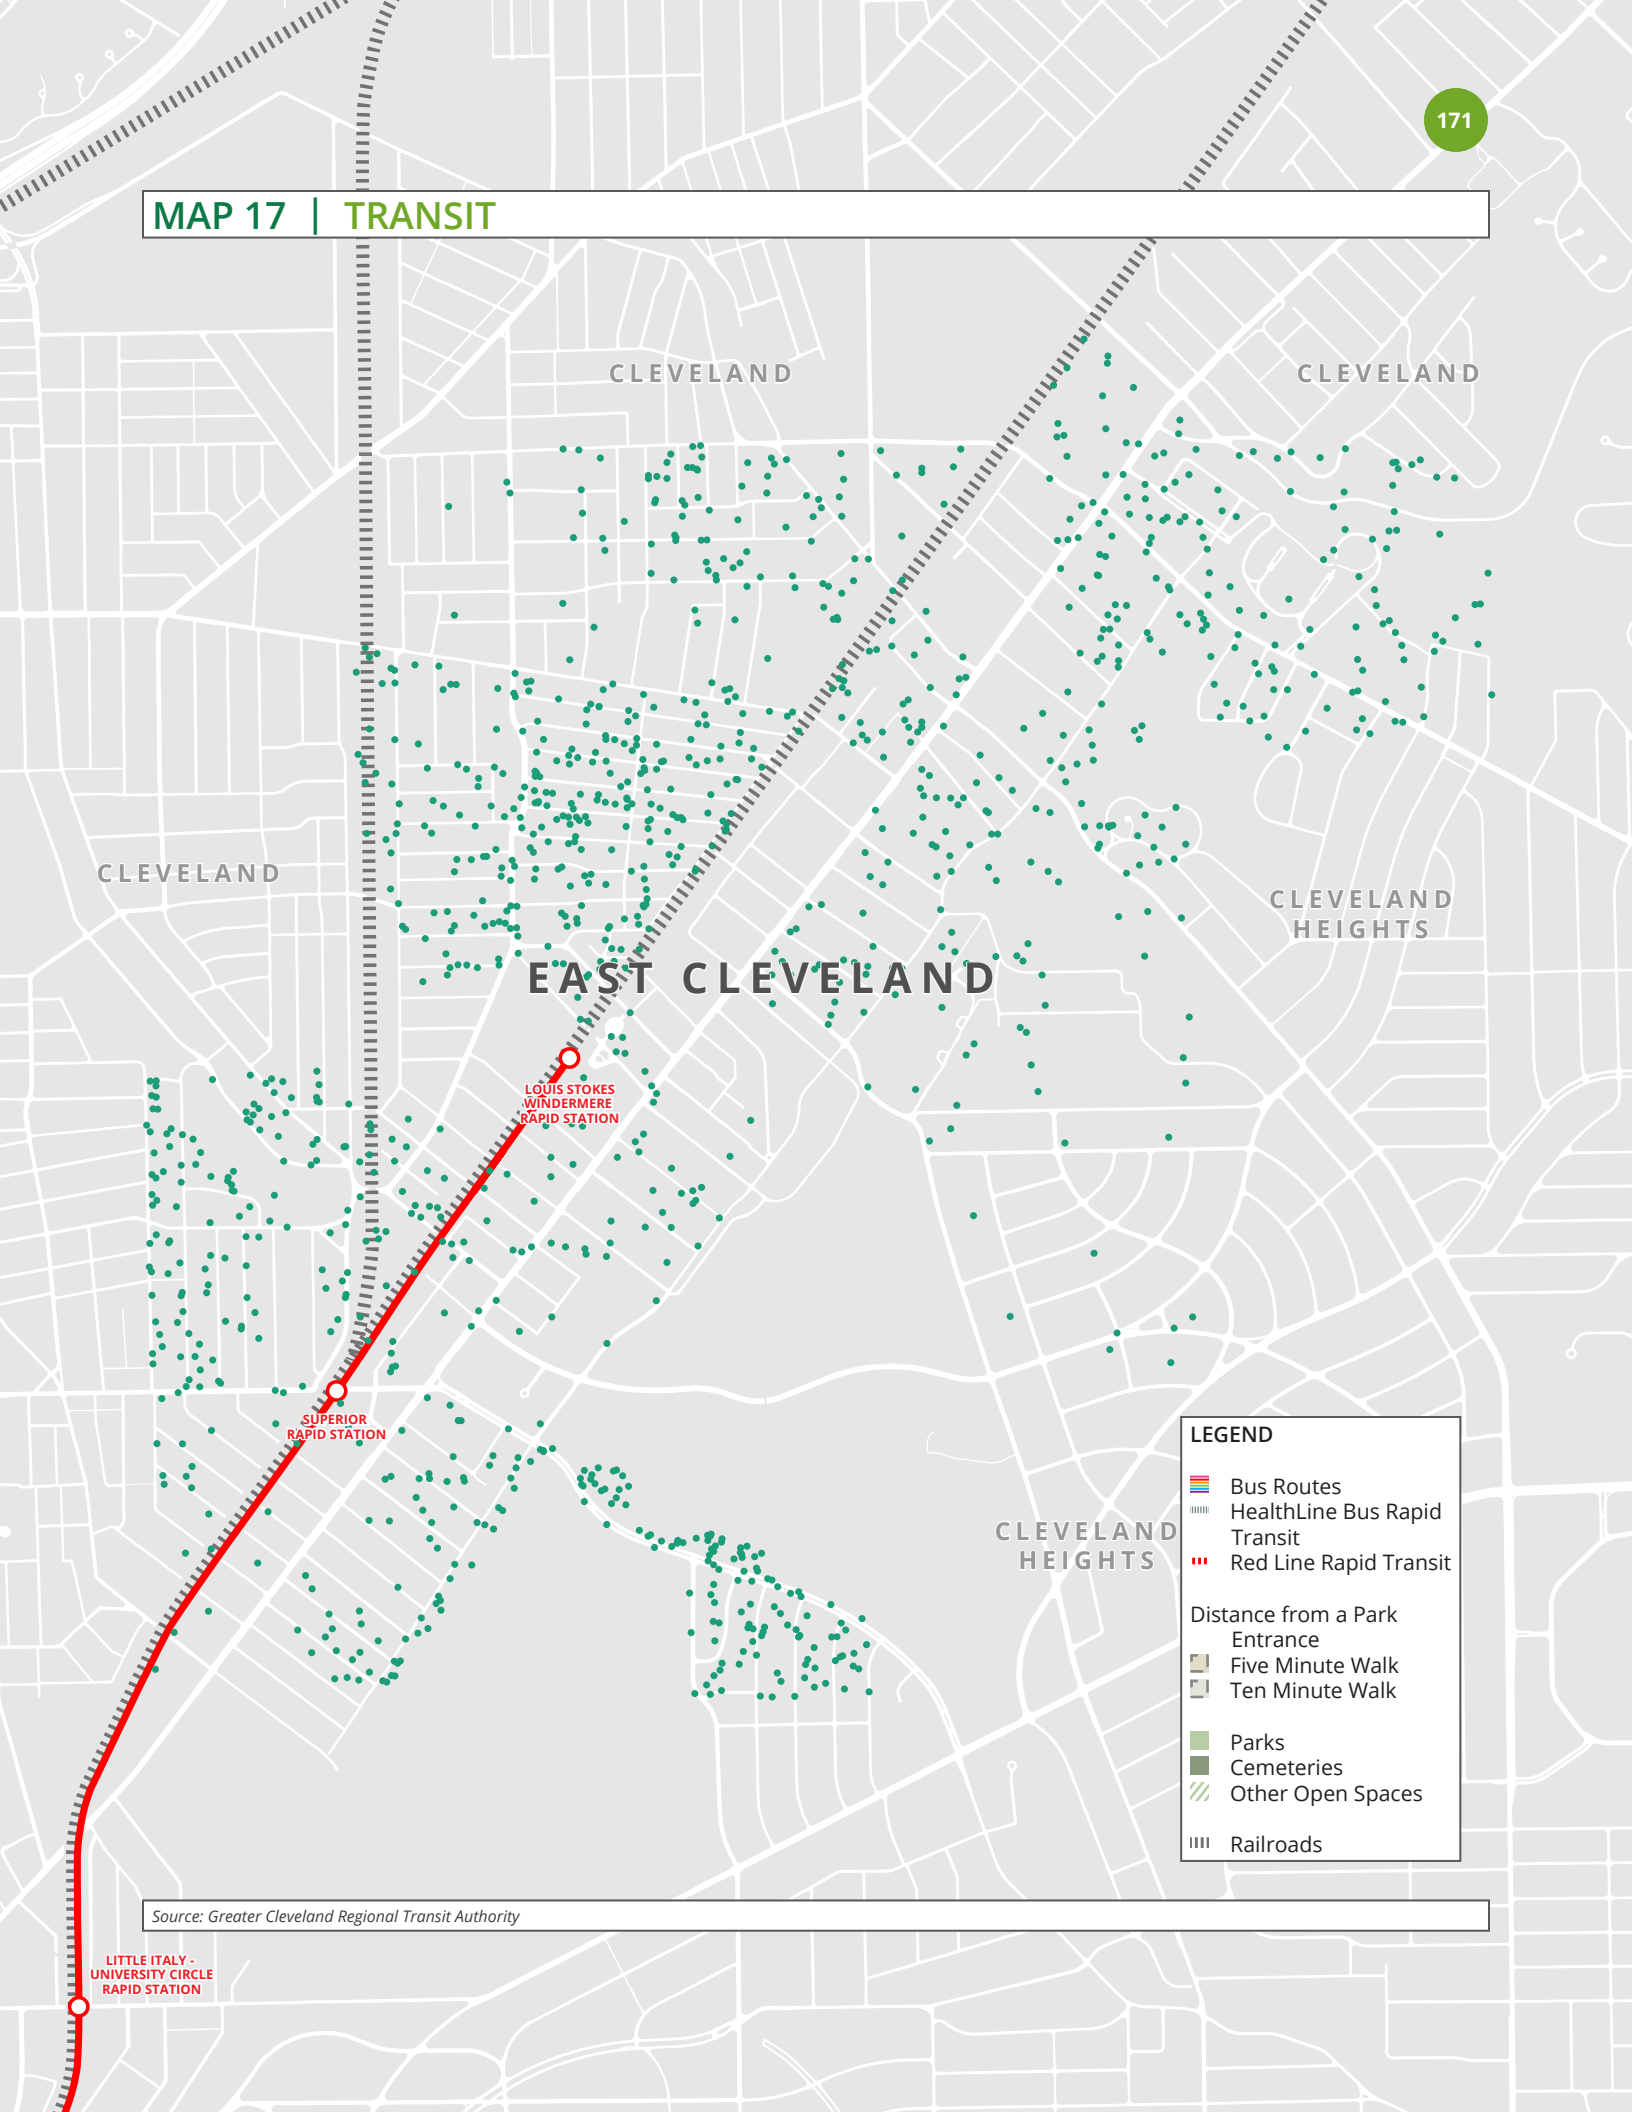 171
MAP 17 | TRANSIT
CLEVELAND
CLEVELAND
CLEVELAND
CLEVELAND
HEIGHTS
EAST CLEVELAND
LOUIS STOKES
WINDERMERE
RAPID STATION
SUPERIOR
RAPID STATION
CLEVELAND
HEIGHTS
LEGEND
Bus Routes
HealthLine Bus Rapid
Transit
Red Line Rapid Transit
Distance from a Park
Entrance
Five Minute Walk
Ten Minute Walk
Parks
Cemeteries
Other Open Spaces
Railroads
Source: Greater Cleveland Regional Transit Authority
LITTLE ITALY -
UNIVERSITY CIRCLE
RAPID STATION